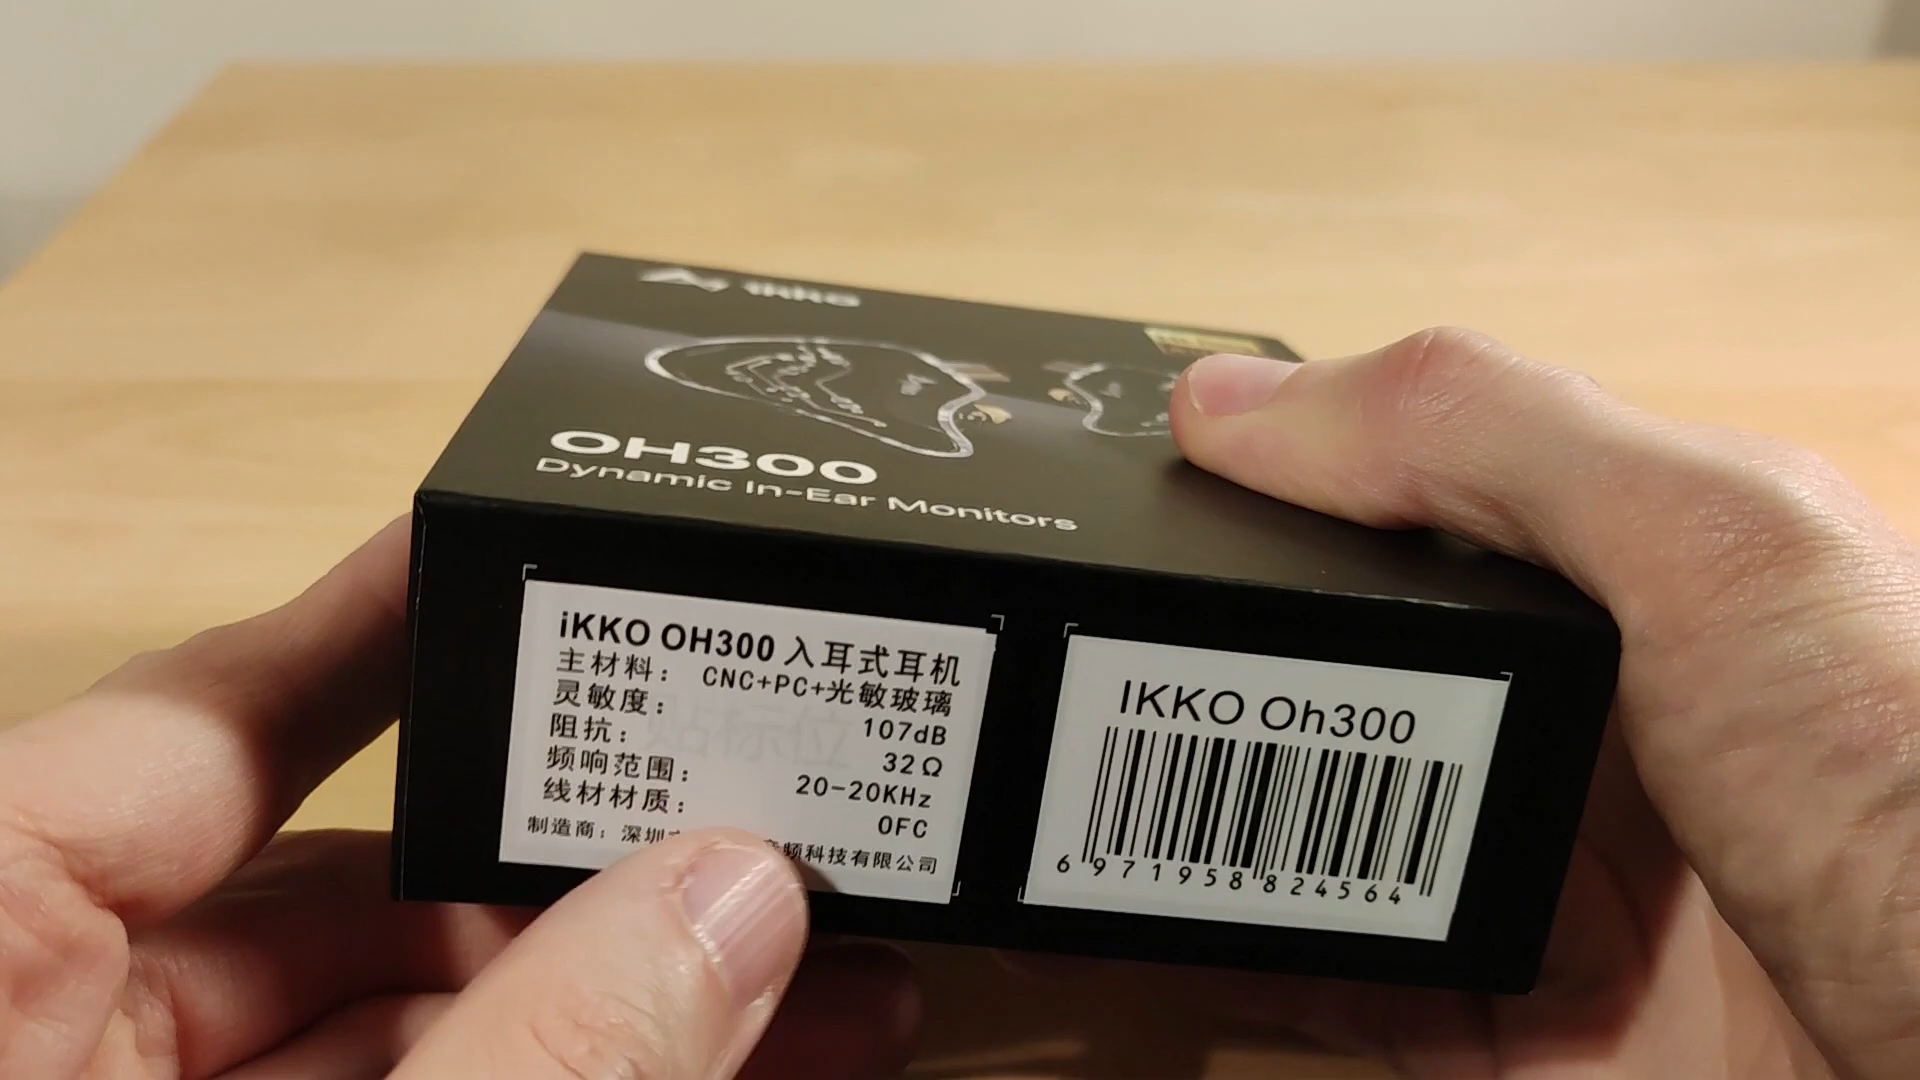 IKKO
OH300
Dynamic In-Ear Monitors
iKKO OH300 入耳式耳机
主材料： CNC+PC+光敏玻璃
灵敏度： 107dB
阻抗： 32Ω
频响范围： 20-20KHz
线材材质： OFC
制造商：深圳 音频科技有限公司
贴标位
IKKO Oh300
6 971958 824564